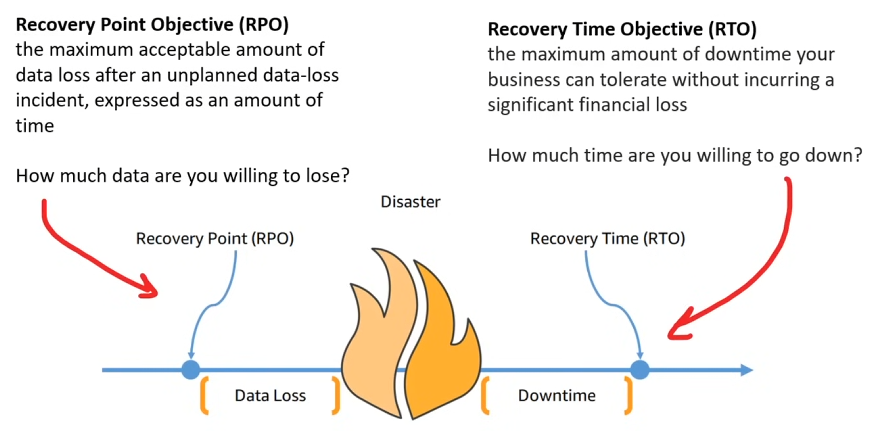 Recovery Point Objective (RPO)
the maximum acceptable amount of
data loss after an unplanned data-loss
incident, expressed as an amount of
time
How much data are you willing to lose?
Recovery Time Objective (RTO)
the maximum amount of downtime your
business can tolerate without incurring a
significant financial loss
How much time are you willing to go down?
Disaster
Recovery Point (RPO)
Recovery Time (RTO)
Data Loss
Downtime